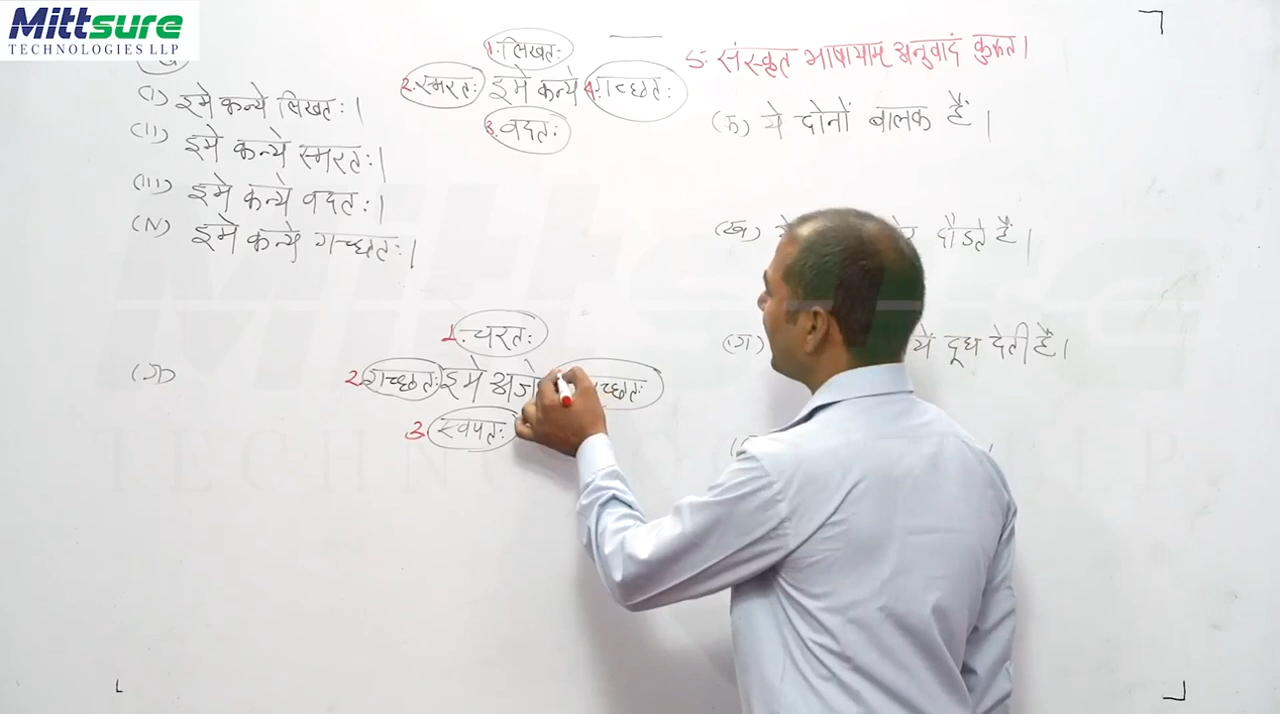 Mittsure
TECHNOLOGIES LLP
1. लिखतः
2. स्मरतः इमे कन्ये 4. गच्छतः
3. वदतः
(I) इमे कन्ये लिखतः।
(II) इमे कन्ये स्मरतः।
(III) इमे कन्ये वदतः।
(IV) इमे कन्ये गच्छतः।
1. चरतः
(ग) 2. गच्छतः इमे अजे
3. स्वपतः
5. संस्कृत भाषायाम् अनुवादं कुरुत।
(क) ये दोनों बालक हैं।
(ख) दौडते हैं।
(ग) दूध देती हैं।